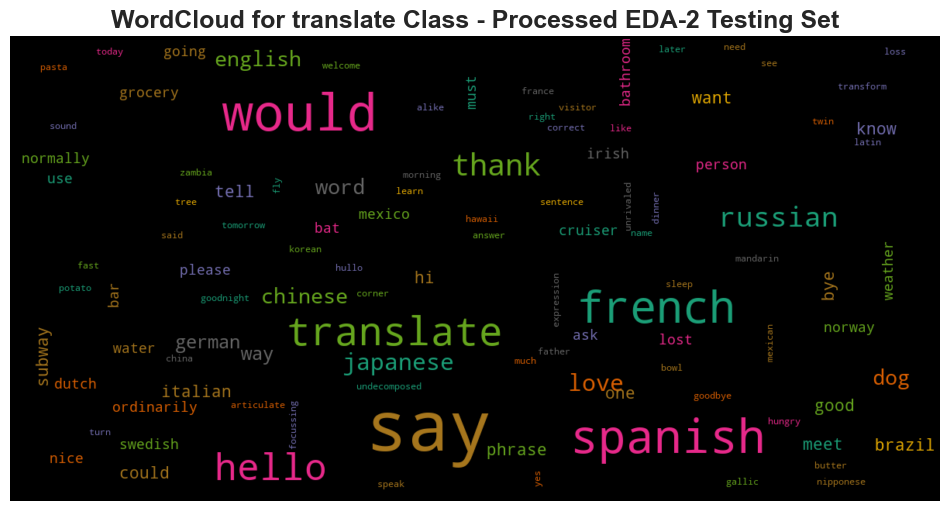 WordCloud for translate Class - Processed EDA-2 Testing Set
today
going
english
welcome
pasta
grocery
would
alike
must
france
visitor
right
correct
bathroom
like
later
need
see
loss
want
transform
twin
know
latin
sound
normally
use
zambia
tree
tell
fly
word
morning
learn
thank
irish
person
sentence
unrivaled
dinner
name
russian
said
tomorrow
bat
mexico
hawaii
answer
cruiser
korean
fast
potato
bar
please
goodnight
hullo
hi
chinese
corner
expression
sleep
mandarin
bye
weather
french
translate
ask
lost
norway
mexican
subway
water
china
german
way
japanese
father
much
bowl
dutch
italian
undecomposed
love
one
goodbye
dog
ordinarily
articulate
focussing
say
good
hungry
turn
swedish
nice
could
hello
phrase
spanish
meet
brazil
speak
yes
butter
gallic
nipponese